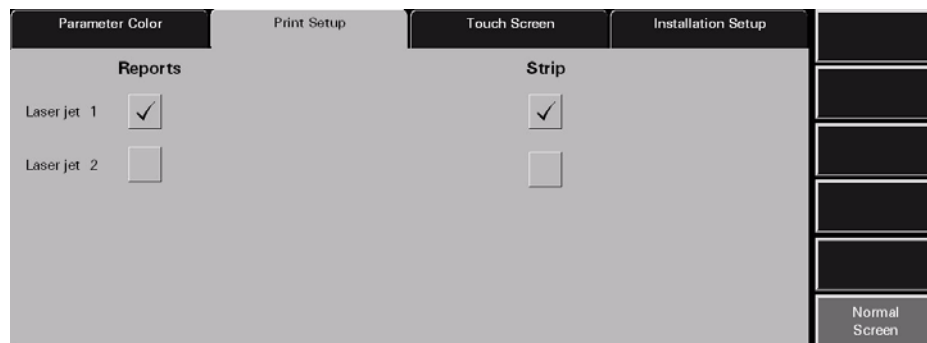 Parameter Color Print Setup Touch Screen Installation Setup
Reports Strip
Laser jet 1
Laser jet 2
Normal
Screen